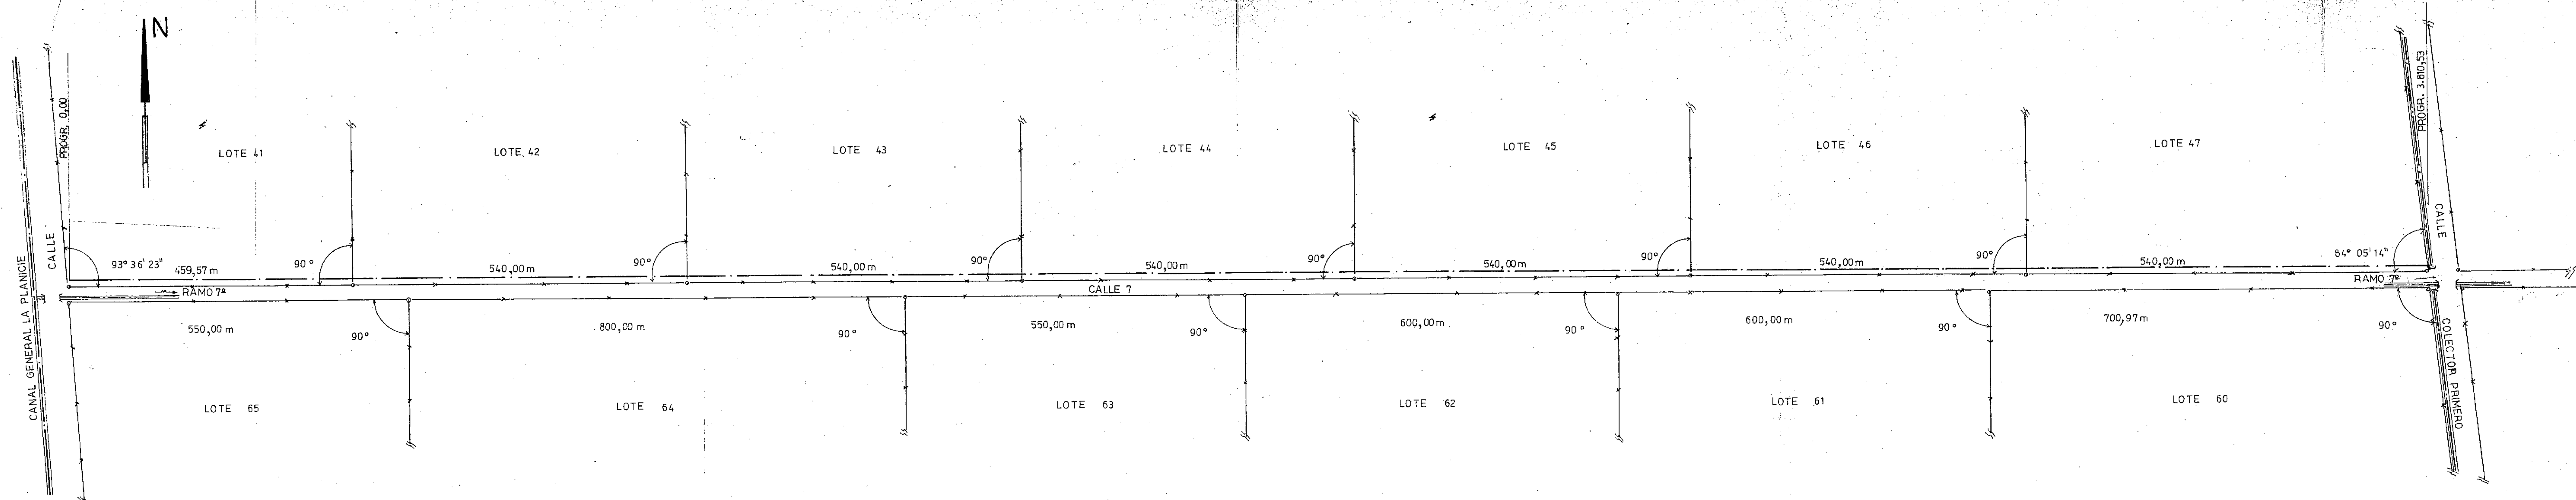 N
PROGR. 0,00
PROGR. 3.810,53
LOTE 41
LOTE 42
LOTE 43
LOTE 44
LOTE 45
LOTE 46
LOTE 47
CALLE
CALLE
93° 36' 23"
459,57 m
90°
540,00 m
90°
540,00 m
90°
540,00 m
90°
540,00 m
90°
540,00 m
90°
540,00 m
84° 05' 14"
RAMO 7ª
CALLE 7
RAMO 7ª
CANAL GENERAL LA PLANICIE
550,00 m
90°
800,00 m
90°
550,00 m
90°
600,00 m
90°
600,00 m
90°
700,97 m
90°
COLECTOR PRIMERO
LOTE 65
LOTE 64
LOTE 63
LOTE 62
LOTE 61
LOTE 60